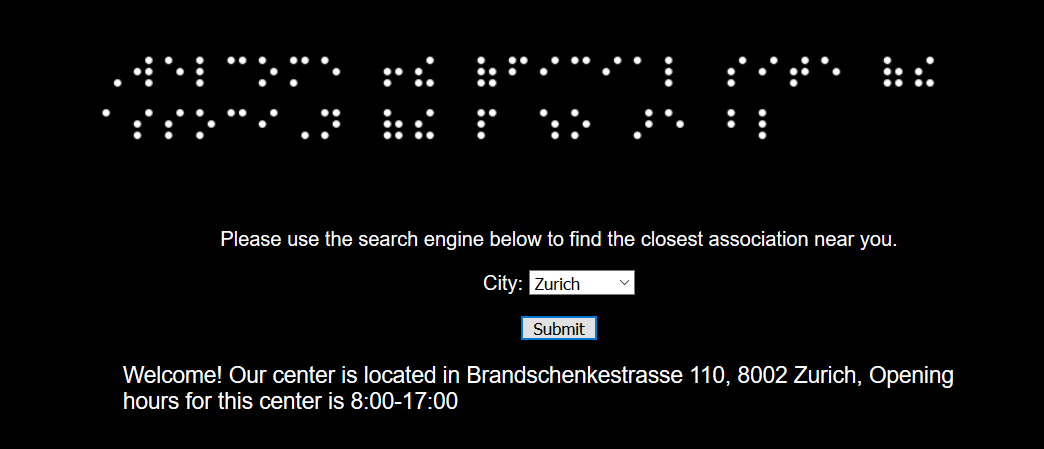 ⠠⠺⠑⠇⠉⠕⠍⠑ ⠖⠮ ⠷⠋⠊⠉⠊⠁⠇ ⠎⠊⠞⠑ ⠷⠮
⠁⠎⠎⠕⠉⠊⠠⠝ ⠷⠮ ⠏ ⠱⠕ ⠜⠑ ⠃⠇
Please use the search engine below to find the closest association near you.
City: Zurich
Submit
Welcome! Our center is located in Brandschenkestrasse 110, 8002 Zurich, Opening
hours for this center is 8:00-17:00